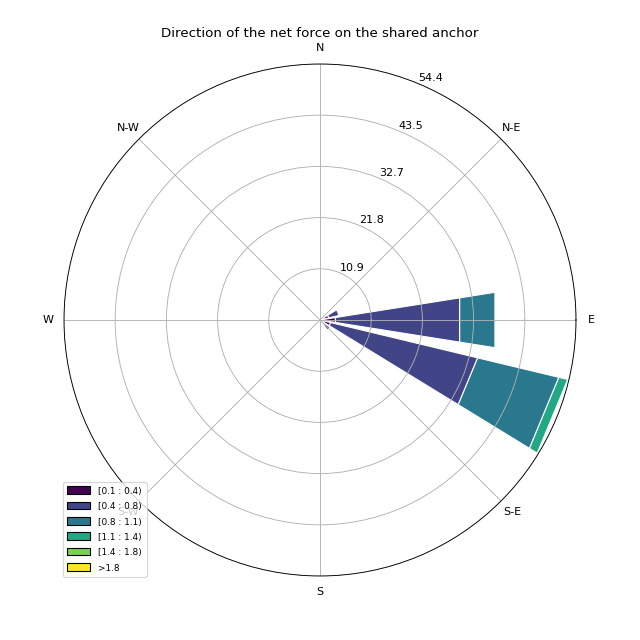 Direction of the net force on the shared anchor
N
54.4
N-W
43.5
N-E
32.7
21.8
10.9
W
E
S-W
S-E
[0.1 : 0.4)
[0.4 : 0.8)
[0.8 : 1.1)
[1.1 : 1.4)
[1.4 : 1.8)
>1.8
S